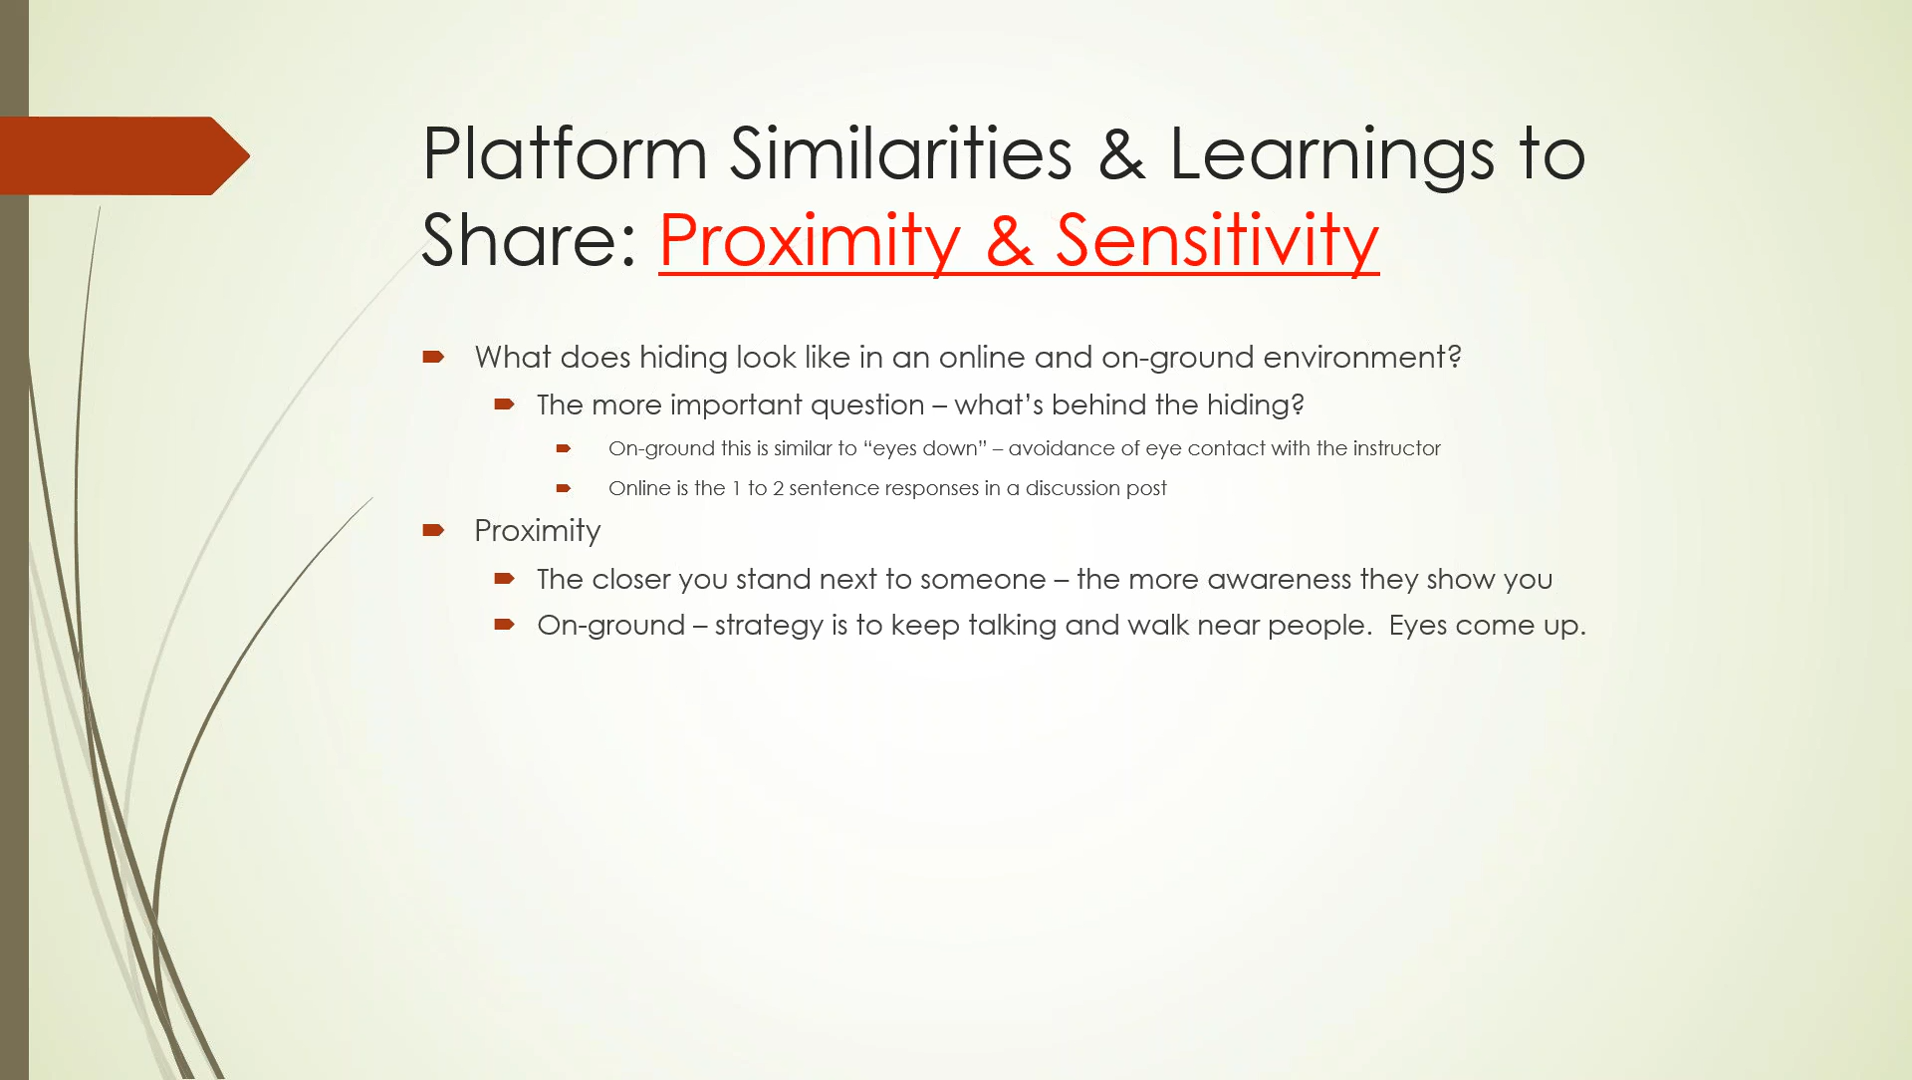 Platform Similarities & Learnings to
Share: Proximity & Sensitivity
What does hiding look like in an online and on-ground environment?
The more important question – what’s behind the hiding?
On-ground this is similar to “eyes down” – avoidance of eye contact with the instructor
Online is the 1 to 2 sentence responses in a discussion post
Proximity
The closer you stand next to someone – the more awareness they show you
On-ground – strategy is to keep talking and walk near people.  Eyes come up.